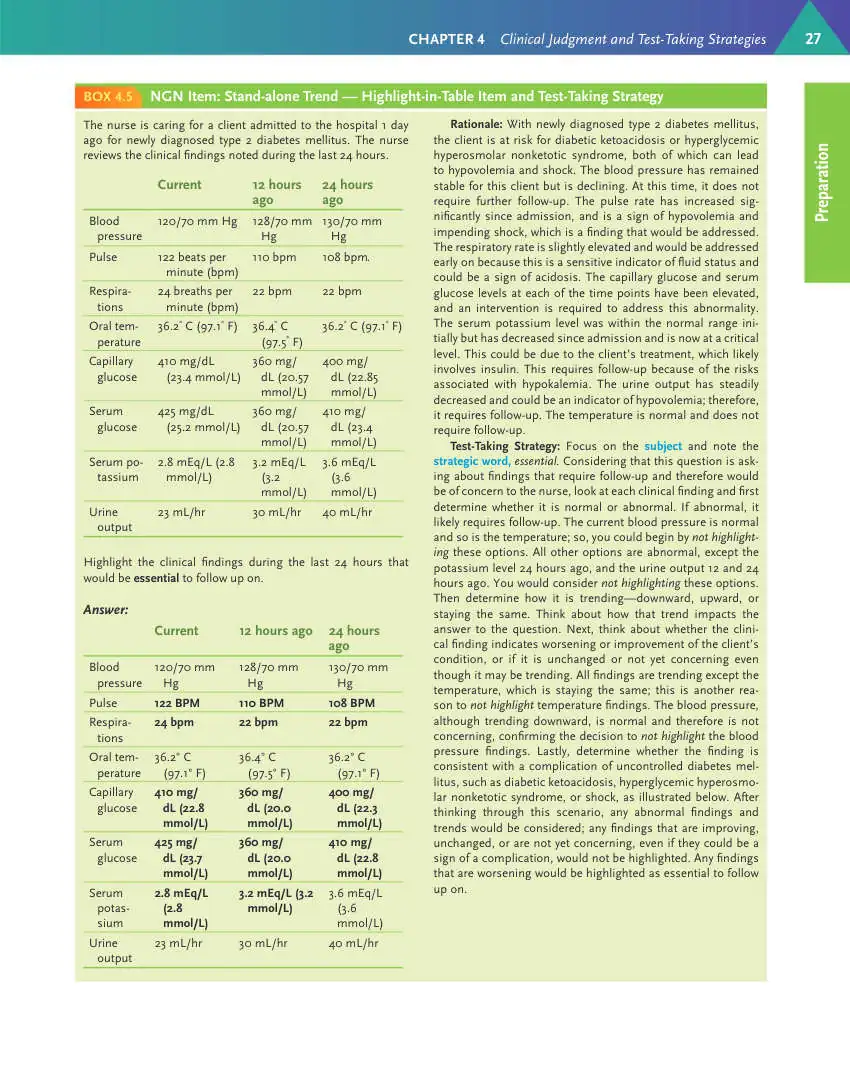 CHAPTER 4 Clinical Judgment and Test-Taking Strategies 27
Preparation
BOX 4.5 NGN Item: Stand-alone Trend — Highlight-in-Table Item and Test-Taking Strategy
The nurse is caring for a client admitted to the hospital 1 day
ago for newly diagnosed type 2 diabetes mellitus. The nurse
reviews the clinical findings noted during the last 24 hours.
Current 12 hours 24 hours
ago ago
Blood 120/70 mm Hg 128/70 mm 130/70 mm
pressure Hg Hg
Pulse 122 beats per 110 bpm 108 bpm.
minute (bpm)
Respira- 24 breaths per 22 bpm 22 bpm
tions minute (bpm)
Oral tem- 36.2° C (97.1° F) 36.4° C 36.2° C (97.1° F)
perature (97.5° F)
Capillary 410 mg/dL 360 mg/ 400 mg/
glucose (23.4 mmol/L) dL (20.57 dL (22.85
mmol/L) mmol/L)
Serum 425 mg/dL 360 mg/ 410 mg/
glucose (25.2 mmol/L) dL (20.57 dL (23.4
mmol/L) mmol/L)
Serum po- 2.8 mEq/L (2.8 3.2 mEq/L 3.6 mEq/L
tassium mmol/L) (3.2 (3.6
mmol/L) mmol/L)
Urine 23 mL/hr 30 mL/hr 40 mL/hr
output
Highlight the clinical findings during the last 24 hours that
would be essential to follow up on.
Answer:
Current 12 hours ago 24 hours
ago
Blood 120/70 mm 128/70 mm 130/70 mm
pressure Hg Hg Hg
Pulse 122 BPM 110 BPM 108 BPM
Respira- 24 bpm 22 bpm 22 bpm
tions
Oral tem- 36.2° C 36.4° C 36.2° C
perature (97.1° F) (97.5° F) (97.1° F)
Capillary 410 mg/ 360 mg/ 400 mg/
glucose dL (22.8 dL (20.0 dL (22.3
mmol/L) mmol/L) mmol/L)
Serum 425 mg/ 360 mg/ 410 mg/
glucose dL (23.7 dL (20.0 dL (22.8
mmol/L) mmol/L) mmol/L)
Serum 2.8 mEq/L 3.2 mEq/L (3.2 3.6 mEq/L
potas- (2.8 mmol/L) (3.6
sium mmol/L) mmol/L)
Urine 23 mL/hr 30 mL/hr 40 mL/hr
output
Rationale: With newly diagnosed type 2 diabetes mellitus,
the client is at risk for diabetic ketoacidosis or hyperglycemic
hyperosmolar nonketotic syndrome, both of which can lead
to hypovolemia and shock. The blood pressure has remained
stable for this client but is declining. At this time, it does not
require further follow-up. The pulse rate has increased sig-
nificantly since admission, and is a sign of hypovolemia and
impending shock, which is a finding that would be addressed.
The respiratory rate is slightly elevated and would be addressed
early on because this is a sensitive indicator of fluid status and
could be a sign of acidosis. The capillary glucose and serum
glucose levels at each of the time points have been elevated,
and an intervention is required to address this abnormality.
The serum potassium level was within the normal range ini-
tially but has decreased since admission and is now at a critical
level. This could be due to the client's treatment, which likely
involves insulin. This requires follow-up because of the risks
associated with hypokalemia. The urine output has steadily
decreased and could be an indicator of hypovolemia; therefore,
it requires follow-up. The temperature is normal and does not
require follow-up.
Test-Taking Strategy: Focus on the subject and note the
strategic word, essential. Considering that this question is ask-
ing about findings that require follow-up and therefore would
be of concern to the nurse, look at each clinical finding and first
determine whether it is normal or abnormal. If abnormal, it
likely requires follow-up. The current blood pressure is normal
and so is the temperature; so, you could begin by not highlight-
ing these options. All other options are abnormal, except the
potassium level 24 hours ago, and the urine output 12 and 24
hours ago. You would consider not highlighting these options.
Then determine how it is trending—downward, upward, or
staying the same. Think about how that trend impacts the
answer to the question. Next, think about whether the clini-
cal finding indicates worsening or improvement of the client's
condition, or if it is unchanged or not yet concerning even
though it may be trending. All findings are trending except the
temperature, which is staying the same; this is another rea-
son to not highlight temperature findings. The blood pressure,
although trending downward, is normal and therefore is not
concerning, confirming the decision to not highlight the blood
pressure findings. Lastly, determine whether the finding is
consistent with a complication of uncontrolled diabetes mel-
litus, such as diabetic ketoacidosis, hyperglycemic hyperosmo-
lar nonketotic syndrome, or shock, as illustrated below. After
thinking through this scenario, any abnormal findings and
trends would be considered; any findings that are improving,
unchanged, or are not yet concerning, even if they could be a
sign of a complication, would not be highlighted. Any findings
that are worsening would be highlighted as essential to follow
up on.